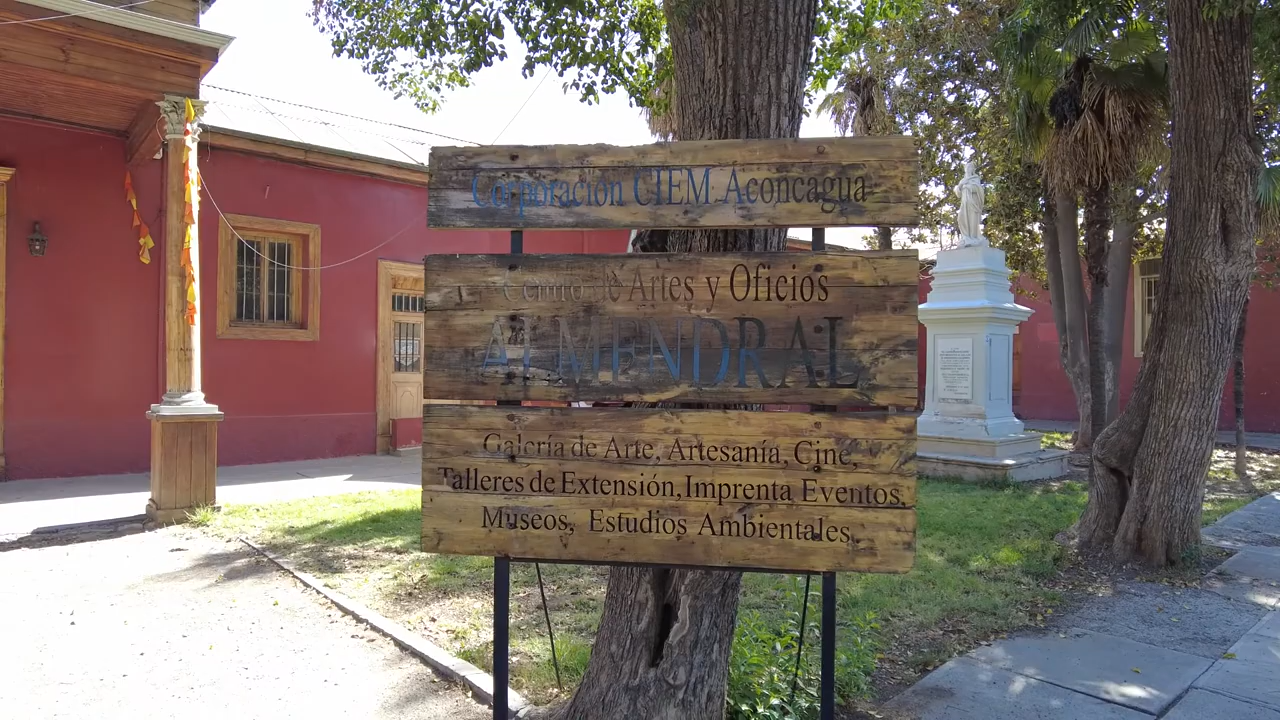 Corporación CIEM Aconcagua
Centro de Artes y Oficios
ALMENDRAL
Galería de Arte, Artesanía, Cine,
Talleres de Extensión, Imprenta Eventos,
Museos, Estudios Ambientales.